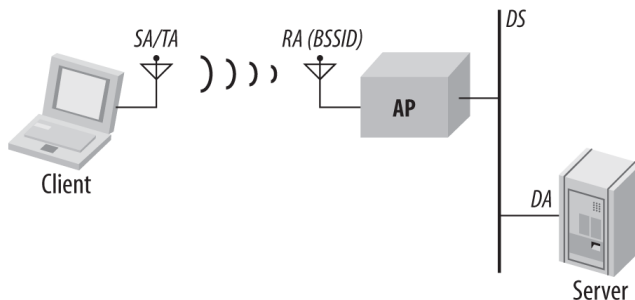 SA/TA
RA (BSSID)
DS
AP
Client
DA
Server